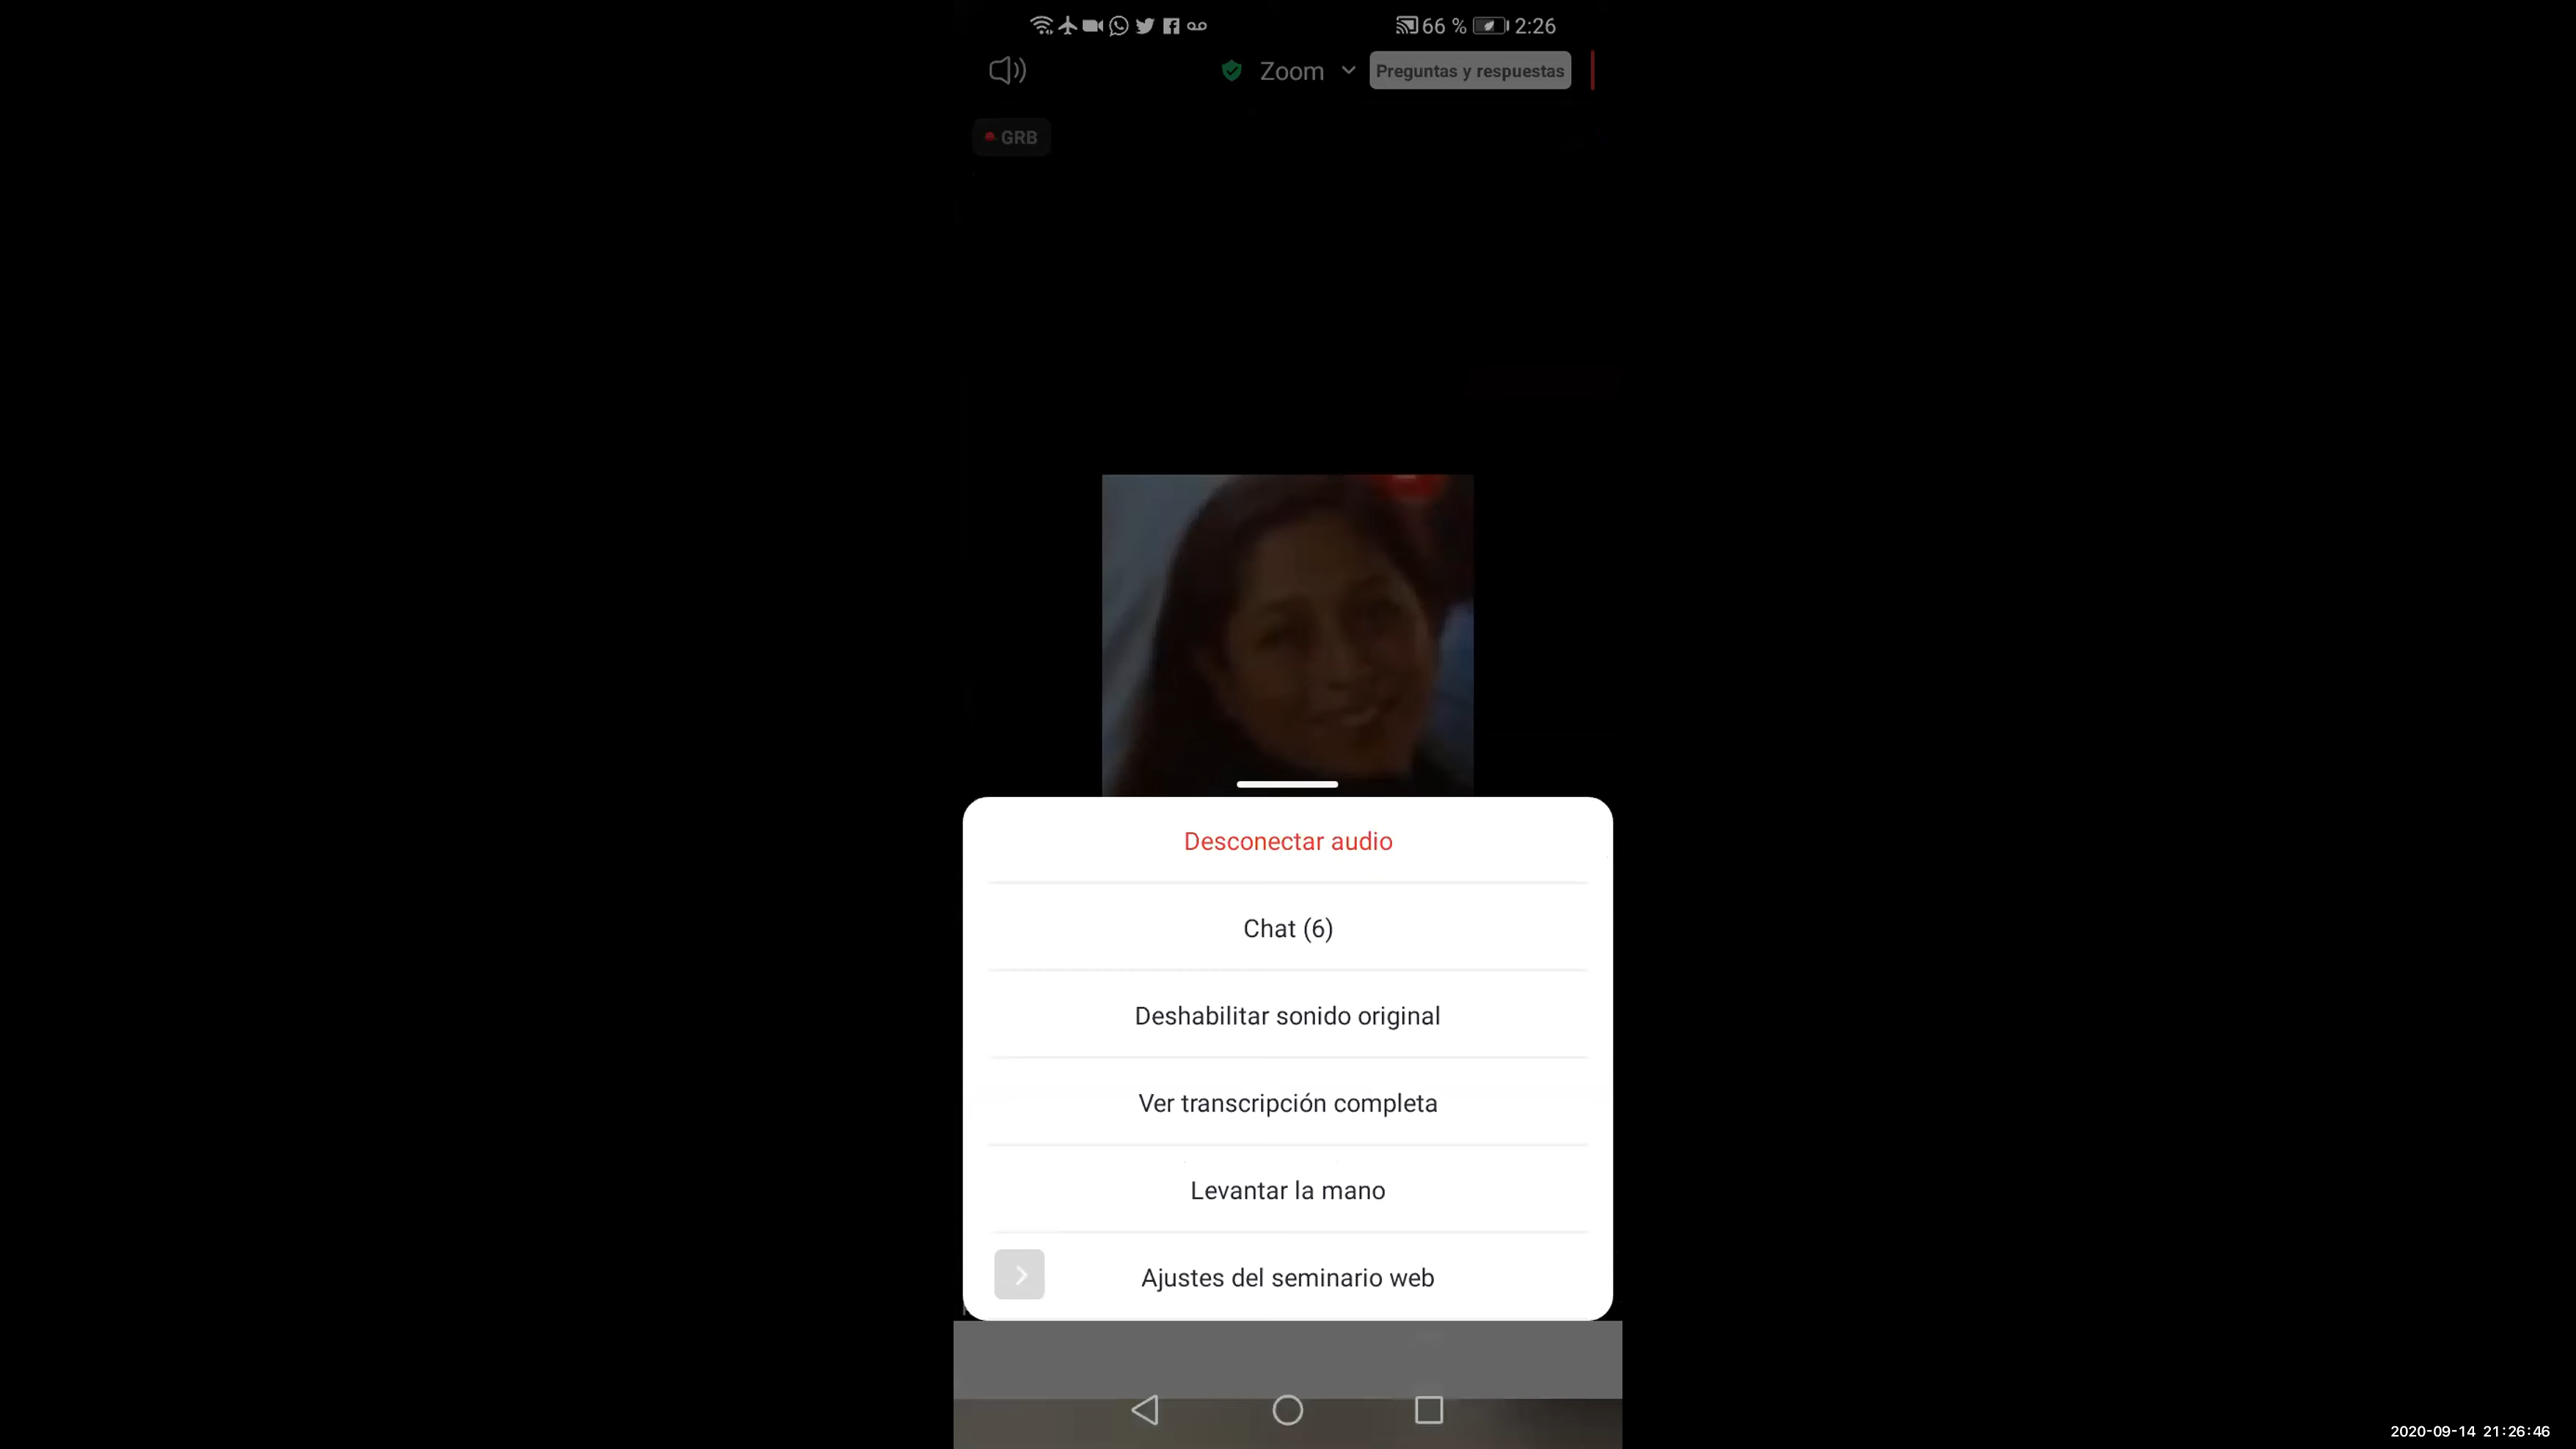 66 % 2:26
Zoom Preguntas y respuestas
GRB
Desconectar audio
Chat (6)
Deshabilitar sonido original
Ver transcripción completa
Levantar la mano
Ajustes del seminario web
2020-09-14 21:26:46